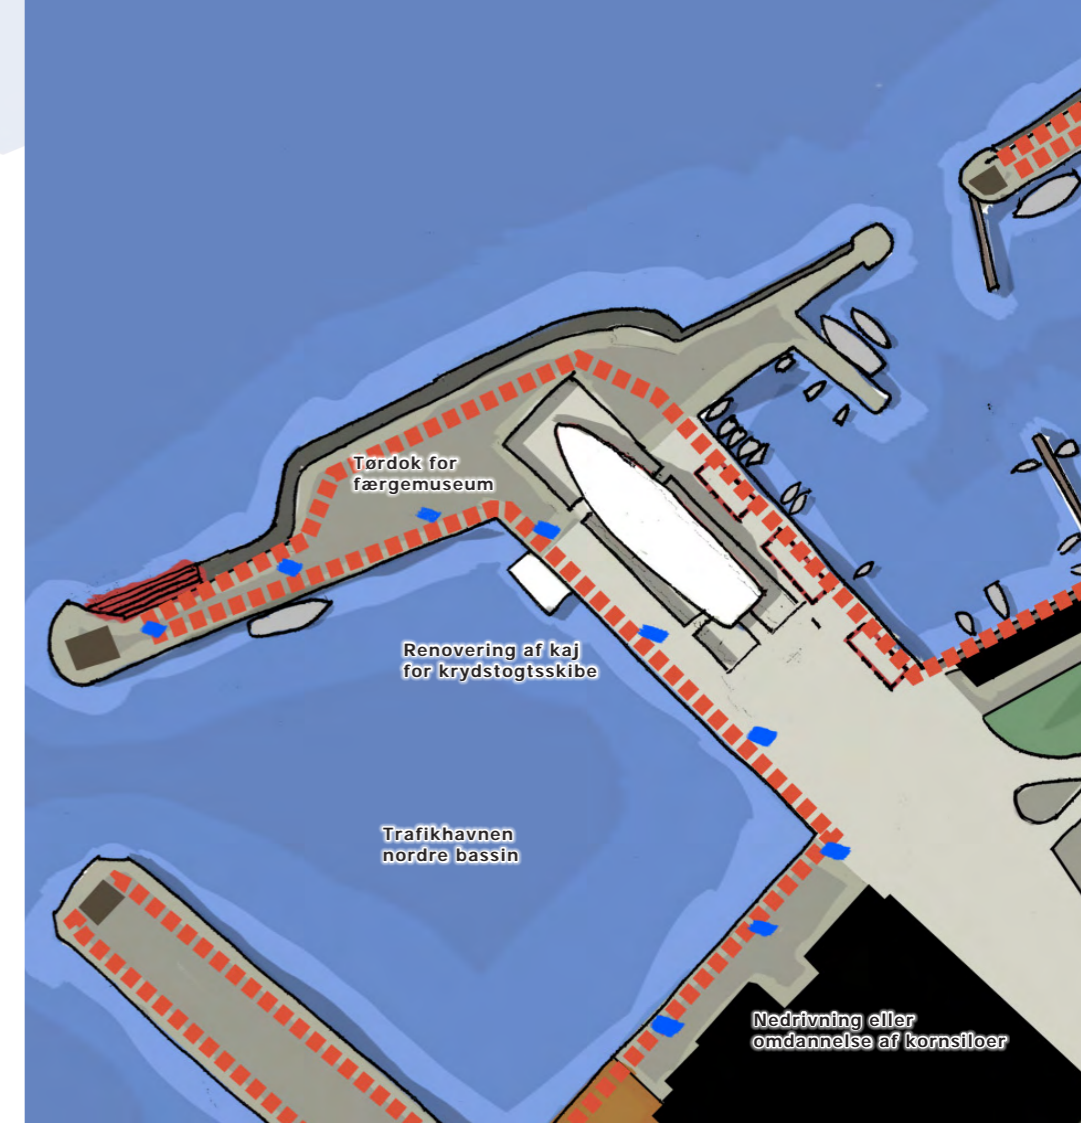 Tørdok for
færgemuseum
Renovering af kaj
for krydstogtsskibe
Trafikhavnen
nordre bassin
Nedrivning eller
omdannelse af kornsiloer